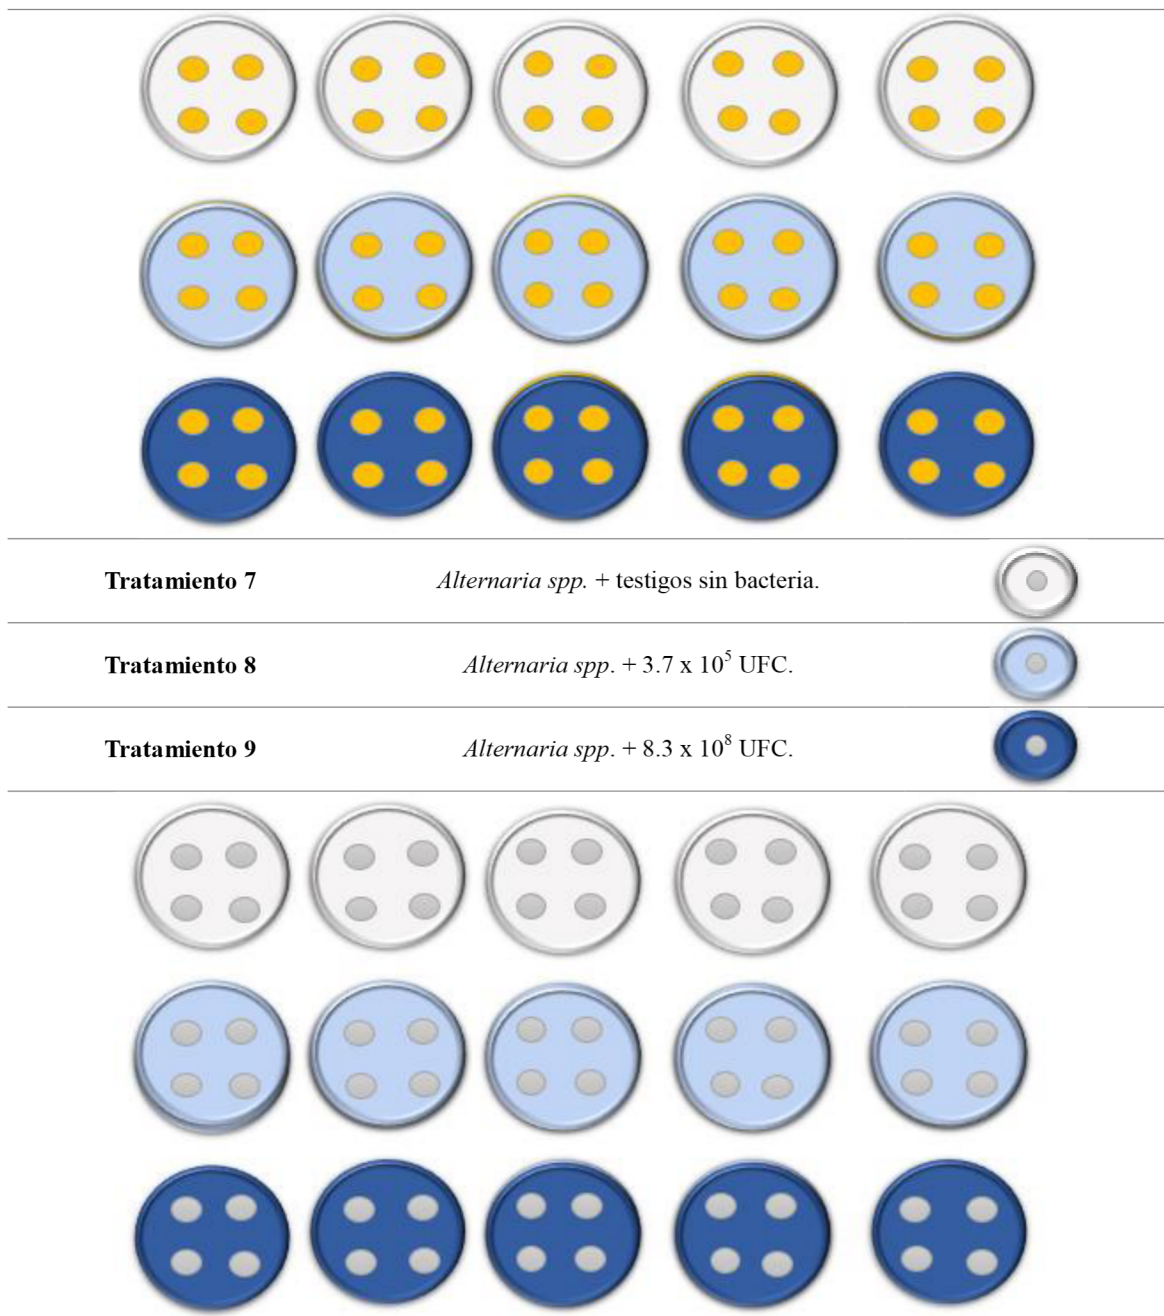 Tratamiento 7 Alternaria spp. + testigos sin bacteria.
Tratamiento 8 Alternaria spp. + 3.7 x 10⁵ UFC.
Tratamiento 9 Alternaria spp. + 8.3 x 10⁸ UFC.